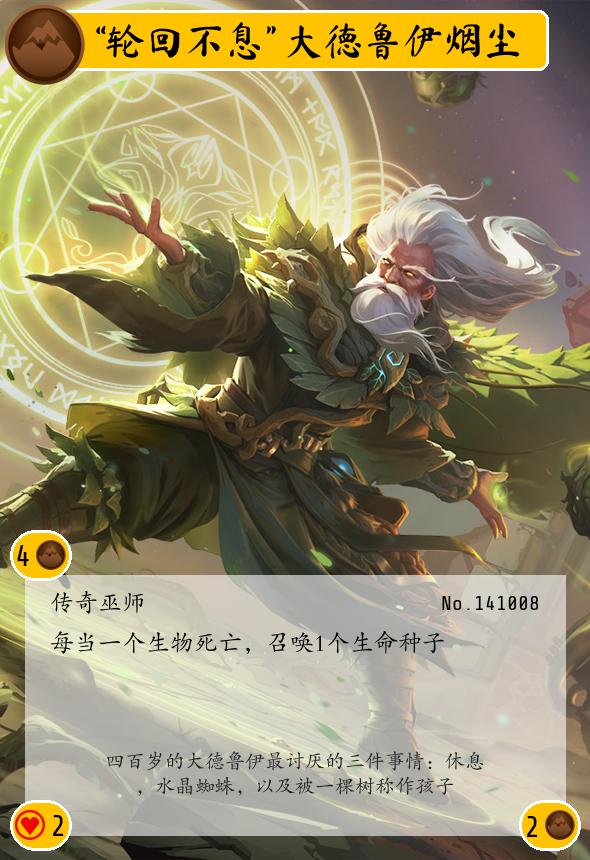 “轮回不息”大德鲁伊烟尘
4
传奇巫师 No.141008
每当一个生物死亡，召唤1个生命种子
四百岁的大德鲁伊最讨厌的三件事情：休息
，水晶蜘蛛，以及被一棵树称作孩子
2 2